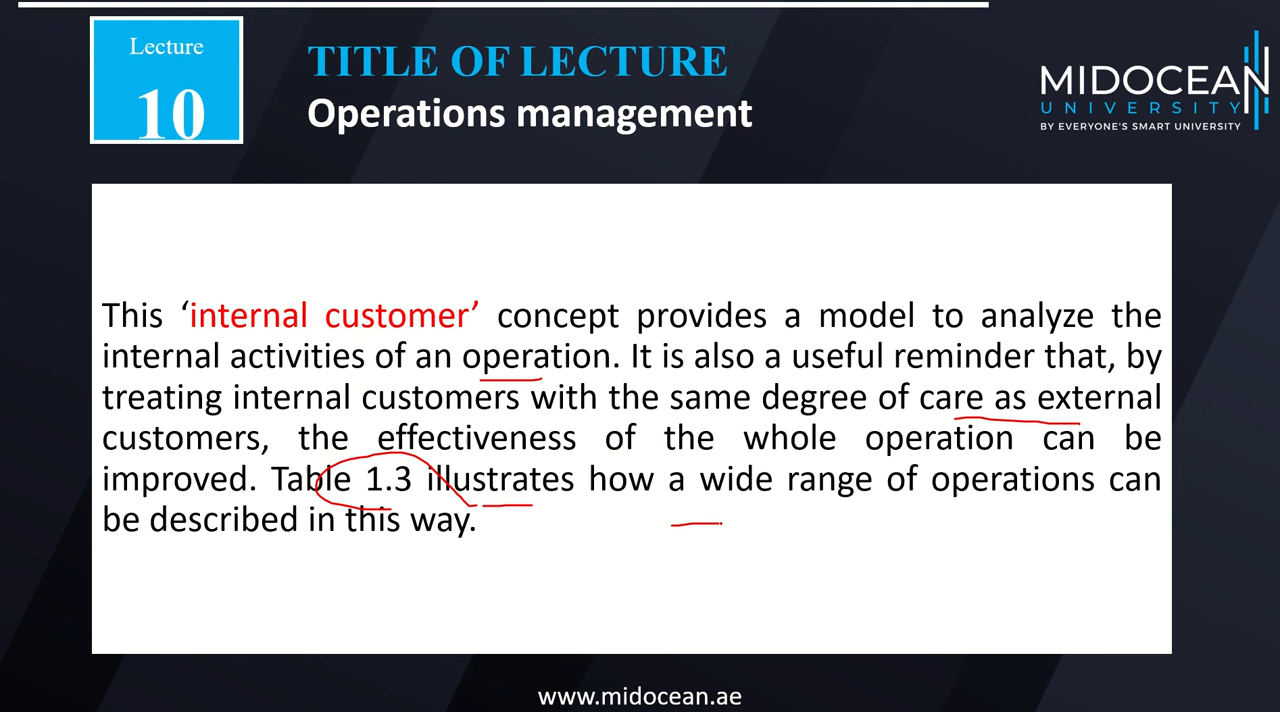 Lecture
10
TITLE OF LECTURE
Operations management
MIDOCEAN
UNIVERSITY
BY EVERYONE'S SMART UNIVERSITY
This ‘internal customer’ concept provides a model to analyze the
internal activities of an operation. It is also a useful reminder that, by
treating internal customers with the same degree of care as external
customers, the effectiveness of the whole operation can be
improved. Table 1.3 illustrates how a wide range of operations can
be described in this way.
www.midocean.ae